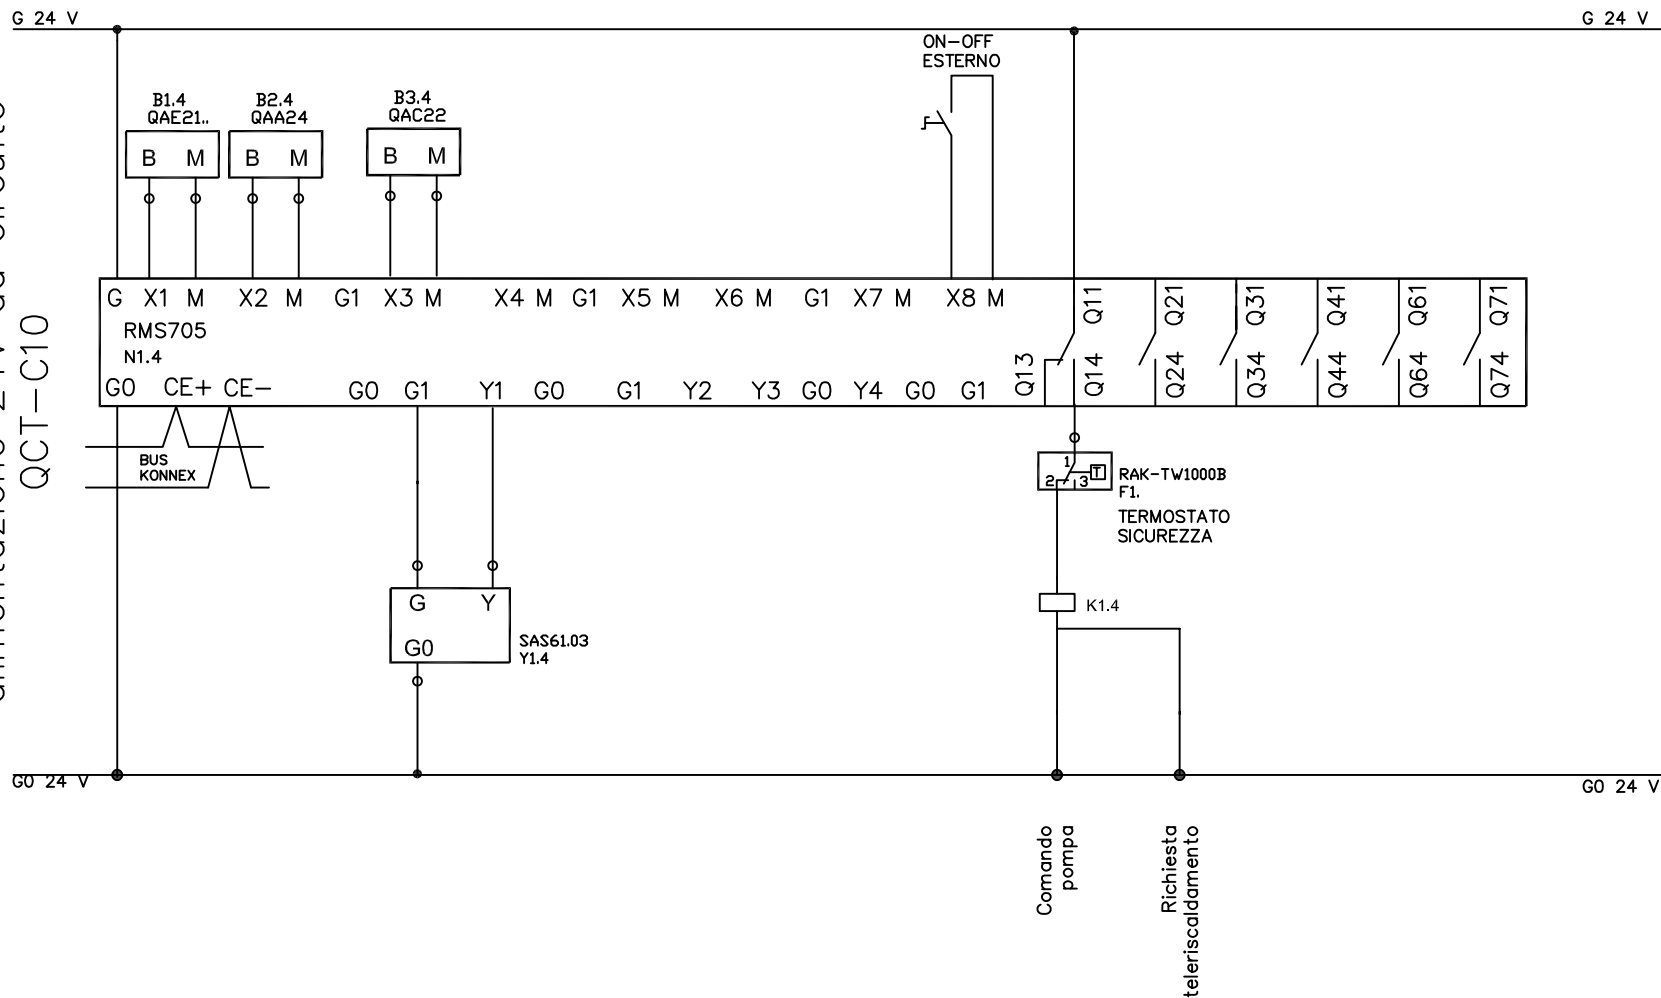 G 24 V
G 24 V
ON-OFF
ESTERNO
B1.4
QAE21..
B2.4
QAA24
B3.4
QAC22
B M
B M
B M
QCT-C10
G X1 M X2 M G1 X3 M X4 M G1 X5 M X6 M G1 X7 M X8 M
Q11
Q21
Q31
Q41
Q61
Q71
RMS705
N1.4
G0 CE+ CE- G0 G1 Y1 G0 G1 Y2 Y3 G0 Y4 G0 G1
Q13
Q14
Q24
Q34
Q44
Q64
Q74
BUS
KONNEX
1
T
2
3
RAK-TW1000B
F1.
TERMOSTATO
SICUREZZA
G Y
G0
SAS61.03
Y1.4
K1.4
G0 24 V
G0 24 V
Comando
pompa
Richiesta
teleriscaldamento